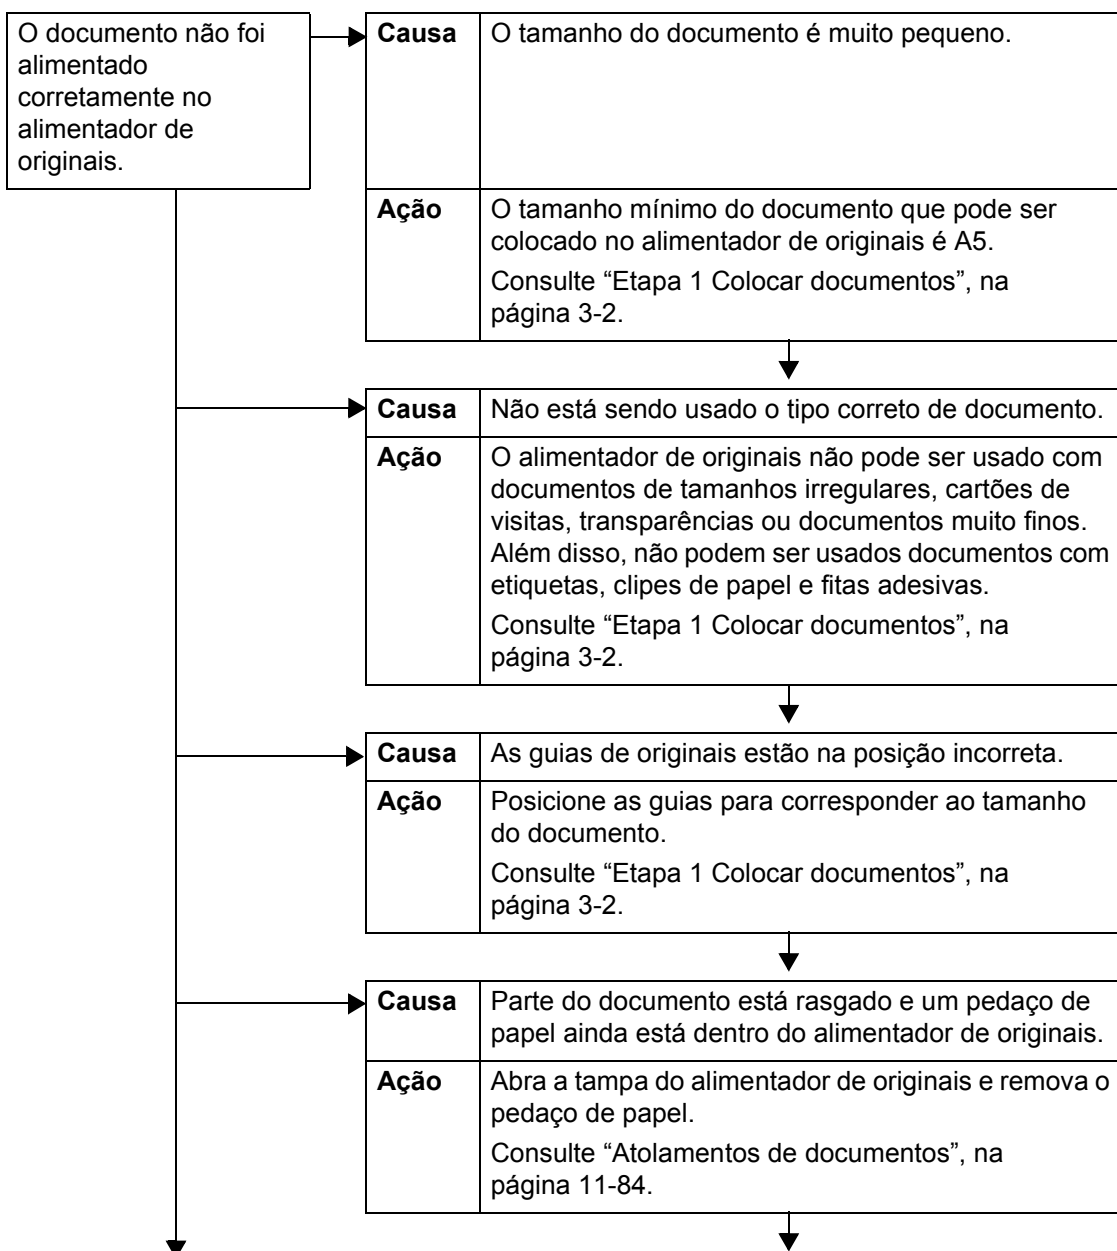 O documento não foi
alimentado
corretamente no
alimentador de
originais.
Causa
O tamanho do documento é muito pequeno.
Ação
O tamanho mínimo do documento que pode ser
colocado no alimentador de originais é A5.
Consulte “Etapa 1 Colocar documentos”, na
página 3-2.
Causa
Não está sendo usado o tipo correto de documento.
Ação
O alimentador de originais não pode ser usado com
documentos de tamanhos irregulares, cartões de
visitas, transparências ou documentos muito finos.
Além disso, não podem ser usados documentos com
etiquetas, clipes de papel e fitas adesivas.
Consulte “Etapa 1 Colocar documentos”, na
página 3-2.
Causa
As guias de originais estão na posição incorreta.
Ação
Posicione as guias para corresponder ao tamanho
do documento.
Consulte “Etapa 1 Colocar documentos”, na
página 3-2.
Causa
Parte do documento está rasgado e um pedaço de
papel ainda está dentro do alimentador de originais.
Ação
Abra a tampa do alimentador de originais e remova o
pedaço de papel.
Consulte “Atolamentos de documentos”, na
página 11-84.